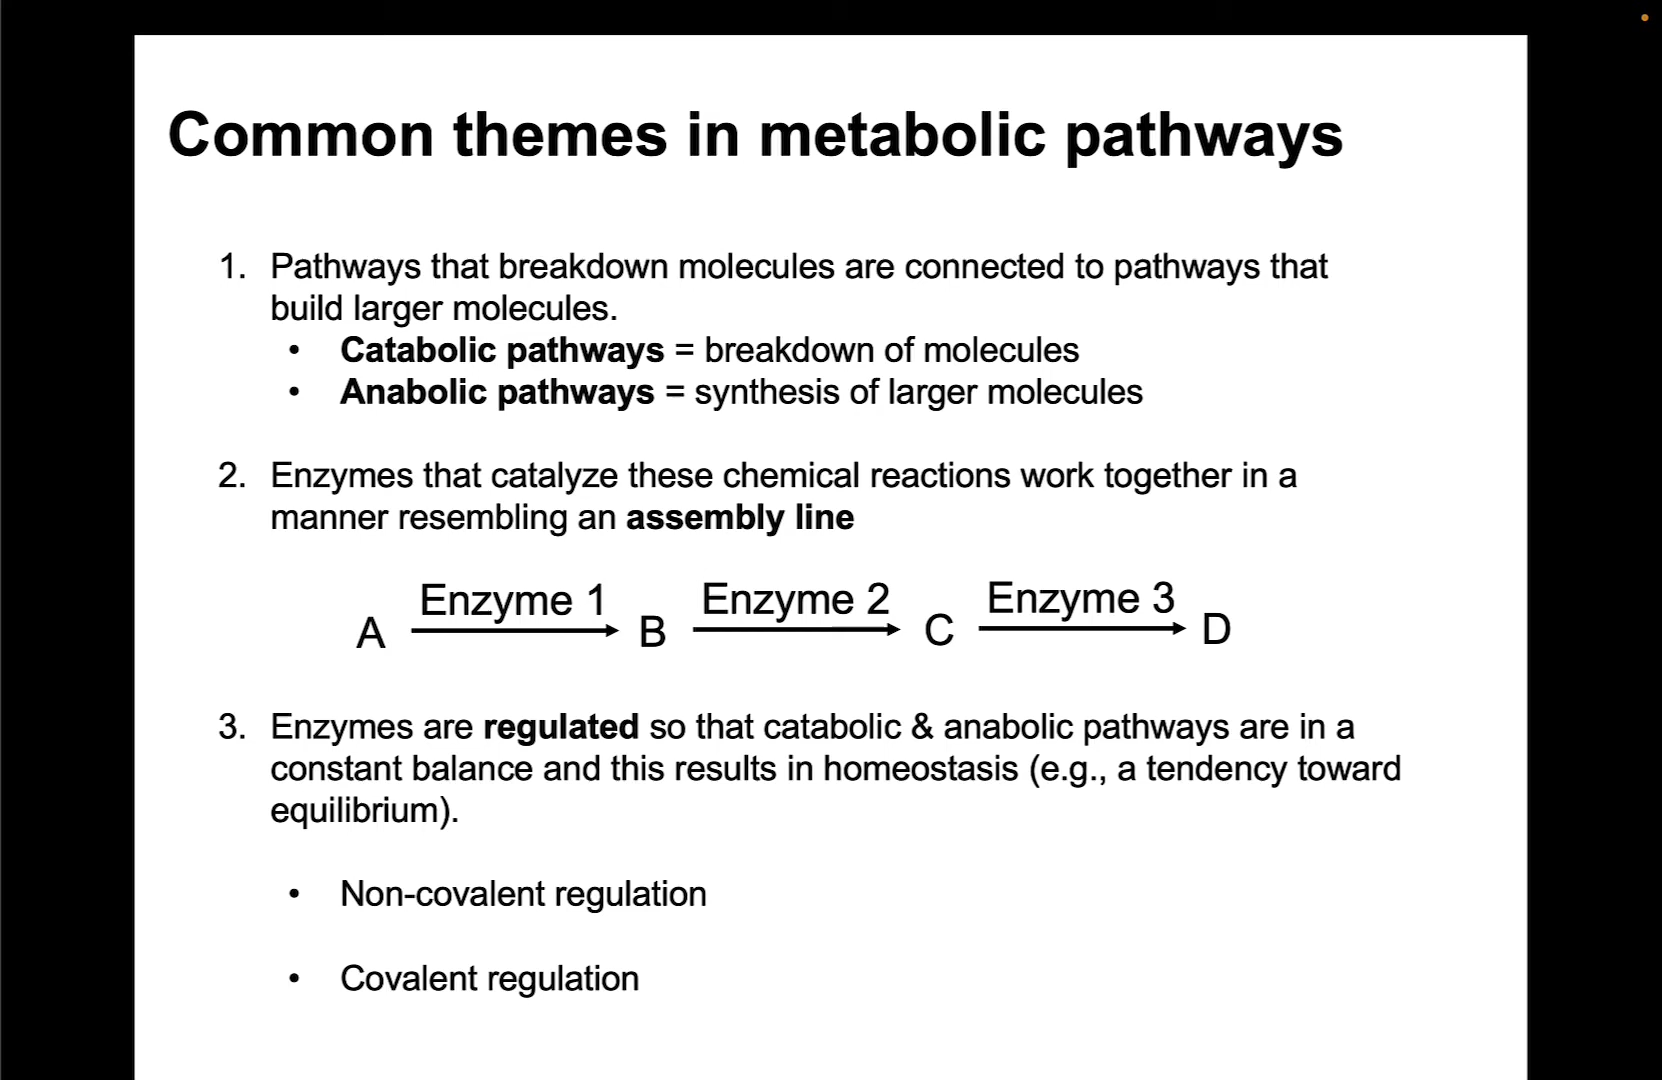 Common themes in metabolic pathways
1. Pathways that breakdown molecules are connected to pathways that
build larger molecules.
• Catabolic pathways = breakdown of molecules
• Anabolic pathways = synthesis of larger molecules
2. Enzymes that catalyze these chemical reactions work together in a
manner resembling an assembly line
A Enzyme 1 B Enzyme 2 C Enzyme 3 D
3. Enzymes are regulated so that catabolic & anabolic pathways are in a
constant balance and this results in homeostasis (e.g., a tendency toward
equilibrium).
• Non-covalent regulation
• Covalent regulation